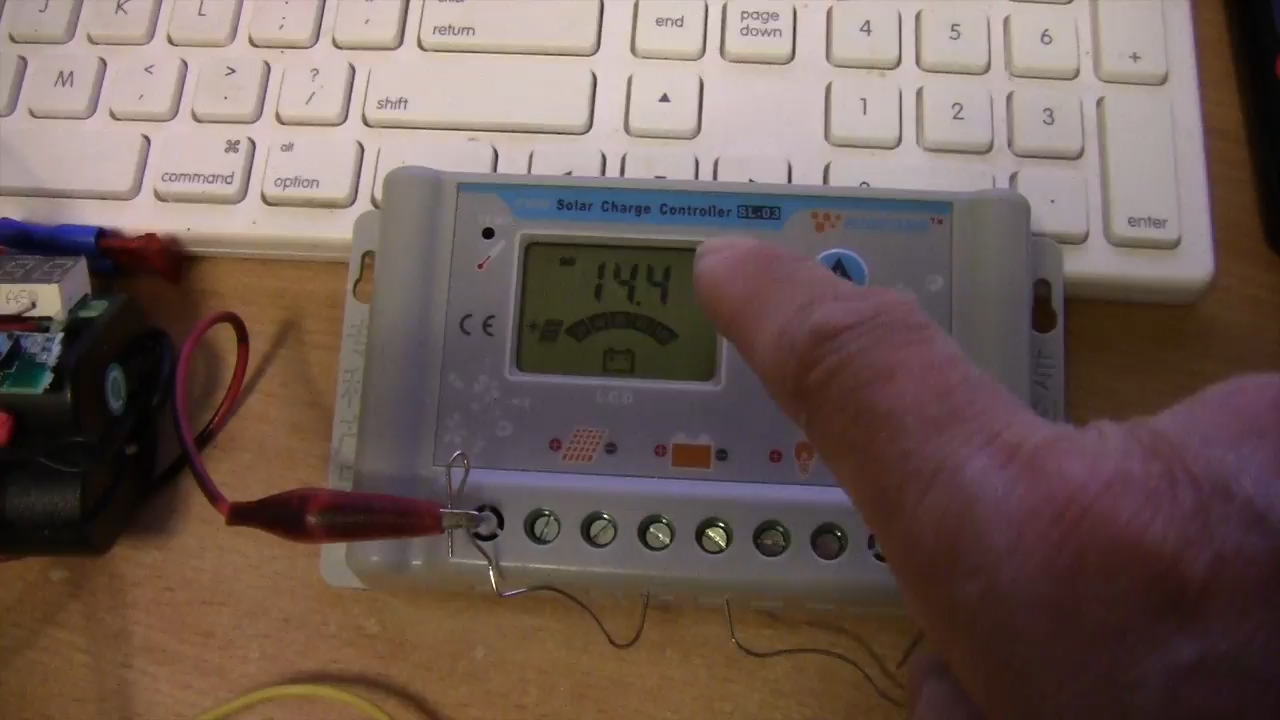 J K L : ; " ' return end page down 4 5 6 +
M < , > . ? / shift ▲ 1 2 3
⌘ command alt option enter
Solar Charge Controller SL-03
14.4
CE
LCD